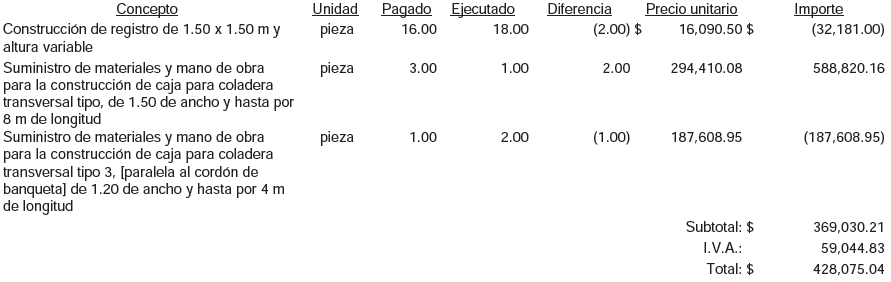 Concepto Unidad Pagado Ejecutado Diferencia Precio unitario Importe
Construcción de registro de 1.50 x 1.50 m y pieza 16.00 18.00 (2.00) $ 16,090.50 $ (32,181.00)
altura variable
Suministro de materiales y mano de obra pieza 3.00 1.00 2.00 294,410.08 588,820.16
para la construcción de caja para coladera
transversal tipo, de 1.50 de ancho y hasta por
8 m de longitud
Suministro de materiales y mano de obra pieza 1.00 2.00 (1.00) 187,608.95 (187,608.95)
para la construcción de caja para coladera
transversal tipo 3, [paralela al cordón de
banqueta] de 1.20 de ancho y hasta por 4 m
de longitud
Subtotal: $ 369,030.21
I.V.A.: 59,044.83
Total: $ 428,075.04